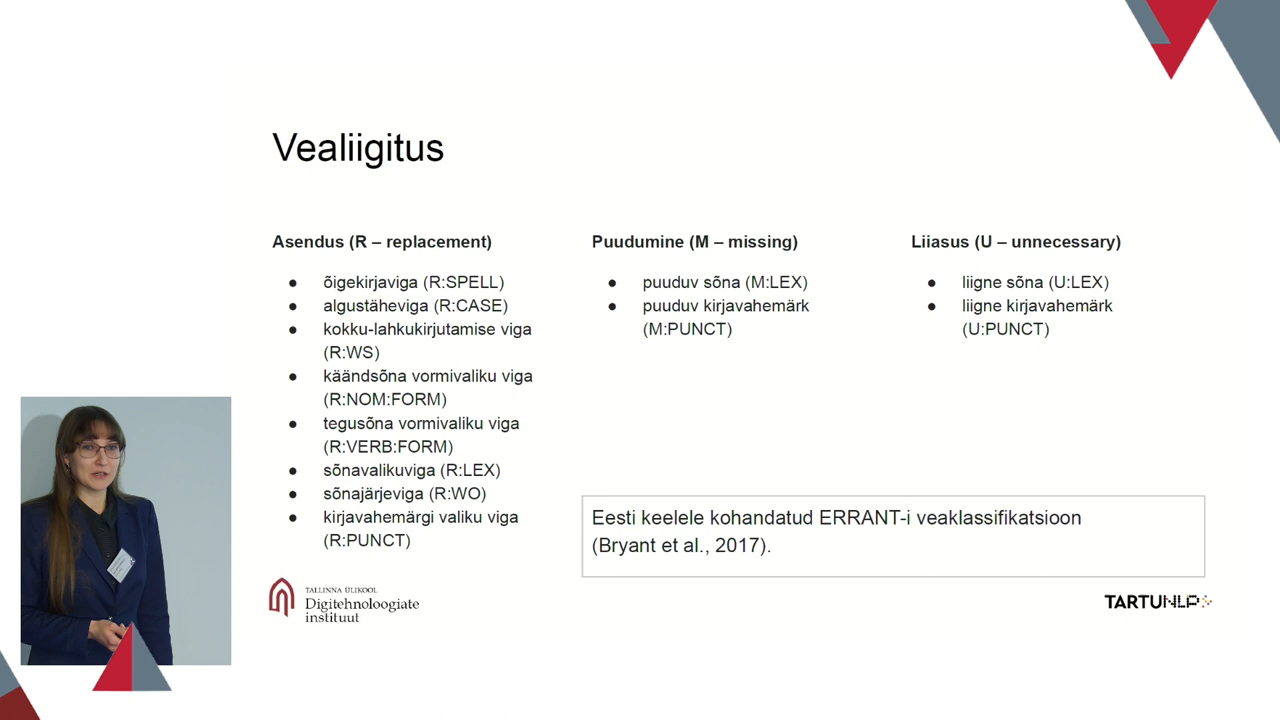 Vealiigitus
Asendus (R – replacement)
● õigekirjaviga (R:SPELL)
● algustäheviga (R:CASE)
● kokku-lahkukirjutamise viga
(R:WS)
● käändsõna vormivaliku viga
(R:NOM:FORM)
● tegusõna vormivaliku viga
(R:VERB:FORM)
● sõnavalikuviga (R:LEX)
● sõnajärjeviga (R:WO)
● kirjavahemärgi valiku viga
(R:PUNCT)
Puudumine (M – missing)
● puuduv sõna (M:LEX)
● puuduv kirjavahemärk
(M:PUNCT)
Liiasus (U – unnecessary)
● liigne sõna (U:LEX)
● liigne kirjavahemärk
(U:PUNCT)
Eesti keelele kohandatud ERRANT-i veaklassifikatsioon
(Bryant et al., 2017).
TALLINNA ÜLIKOOL
Digitehnoloogiate
instituut
TARTUNLP